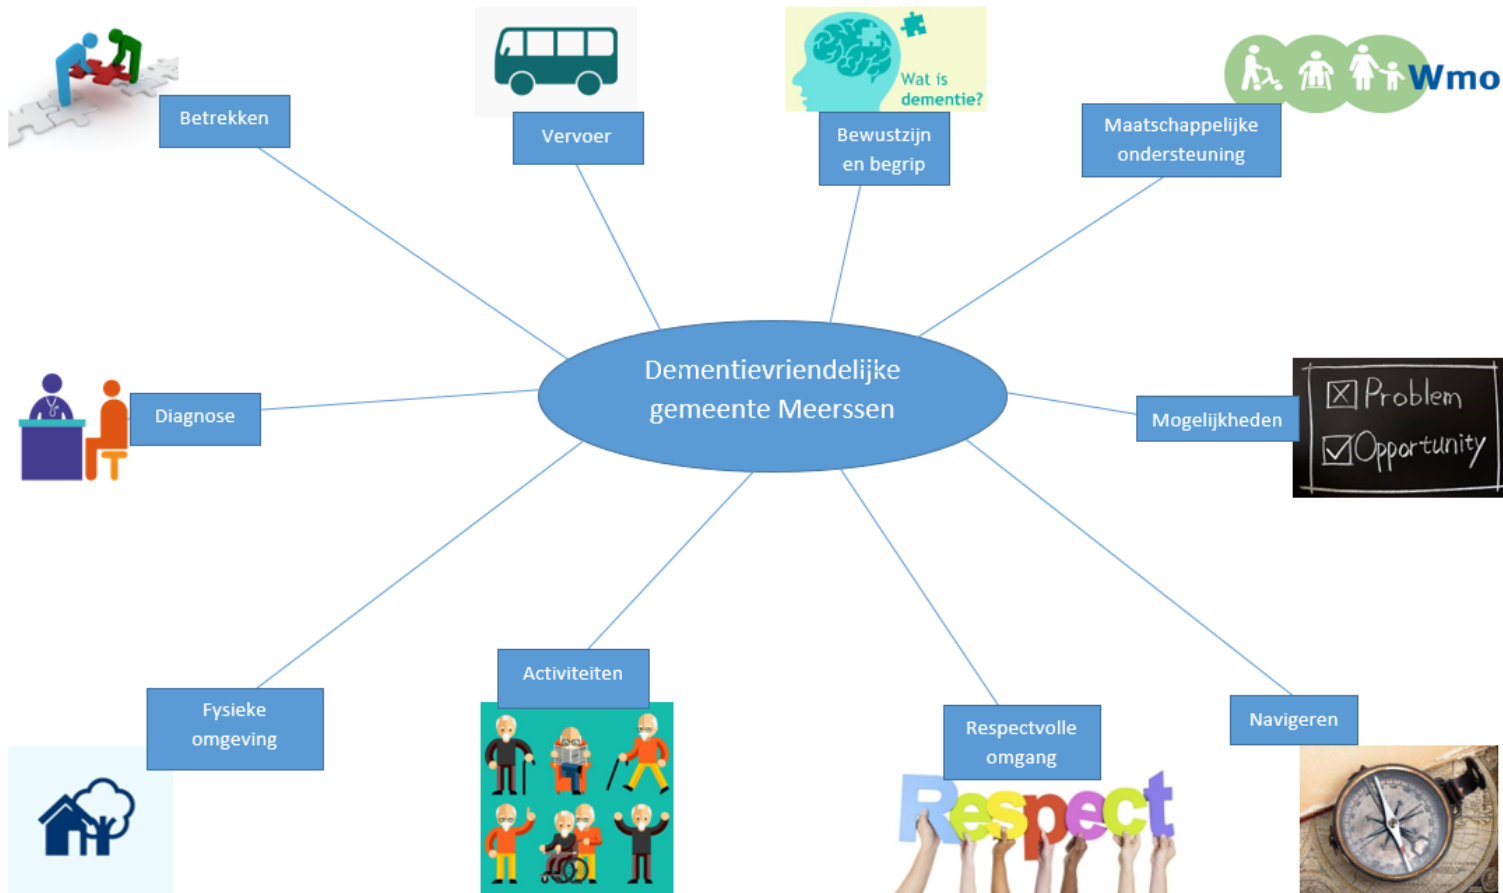 Betrekken
Vervoer
Wat is
dementie?
Bewustzijn
en begrip
Wmo
Maatschappelijke
ondersteuning
Dementievriendelijke
gemeente Meerssen
Diagnose
Mogelijkheden
Problem
Opportunity
Fysieke
omgeving
Activiteiten
Respectvolle
omgang
Respect
Navigeren